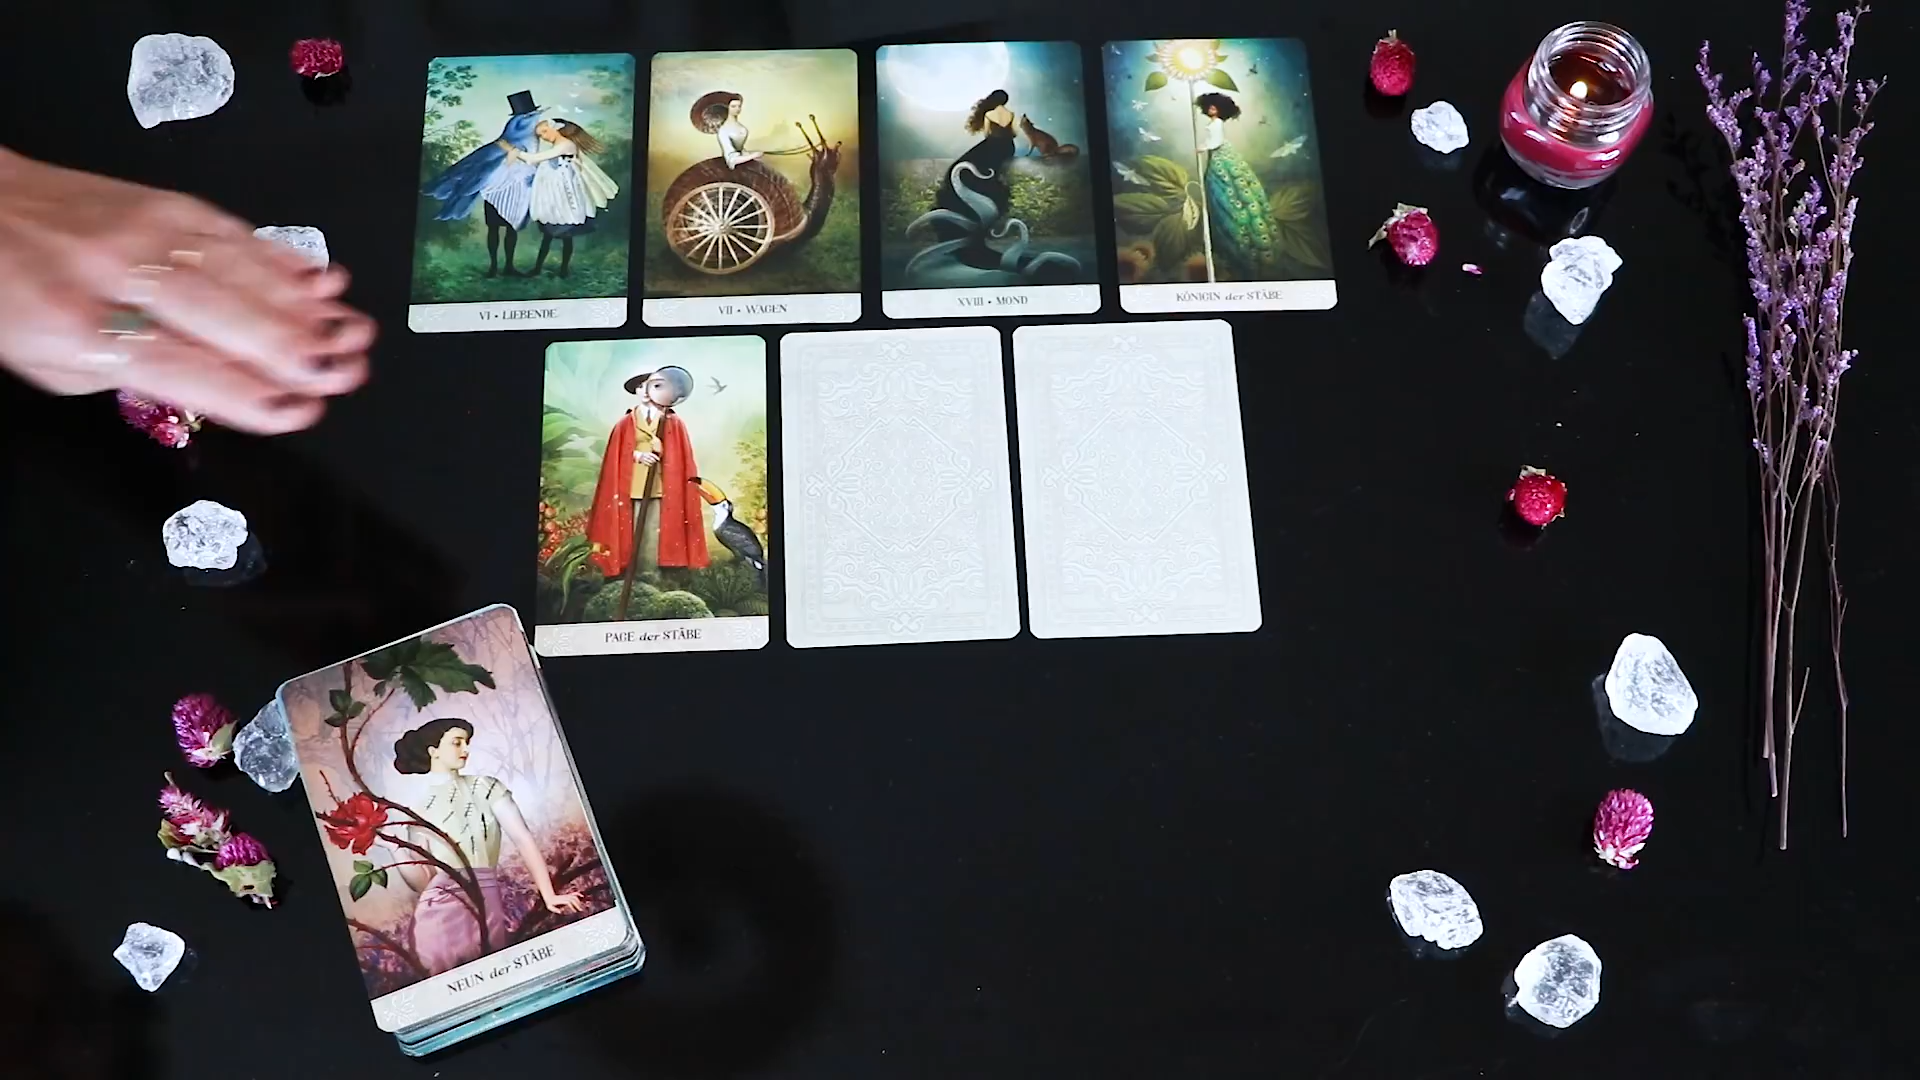 VI • LIEBENDE
VII • WAGEN
XVIII • MOND
KÖNIGIN der STÄBE
PAGE der STÄBE
NEUN der STÄBE